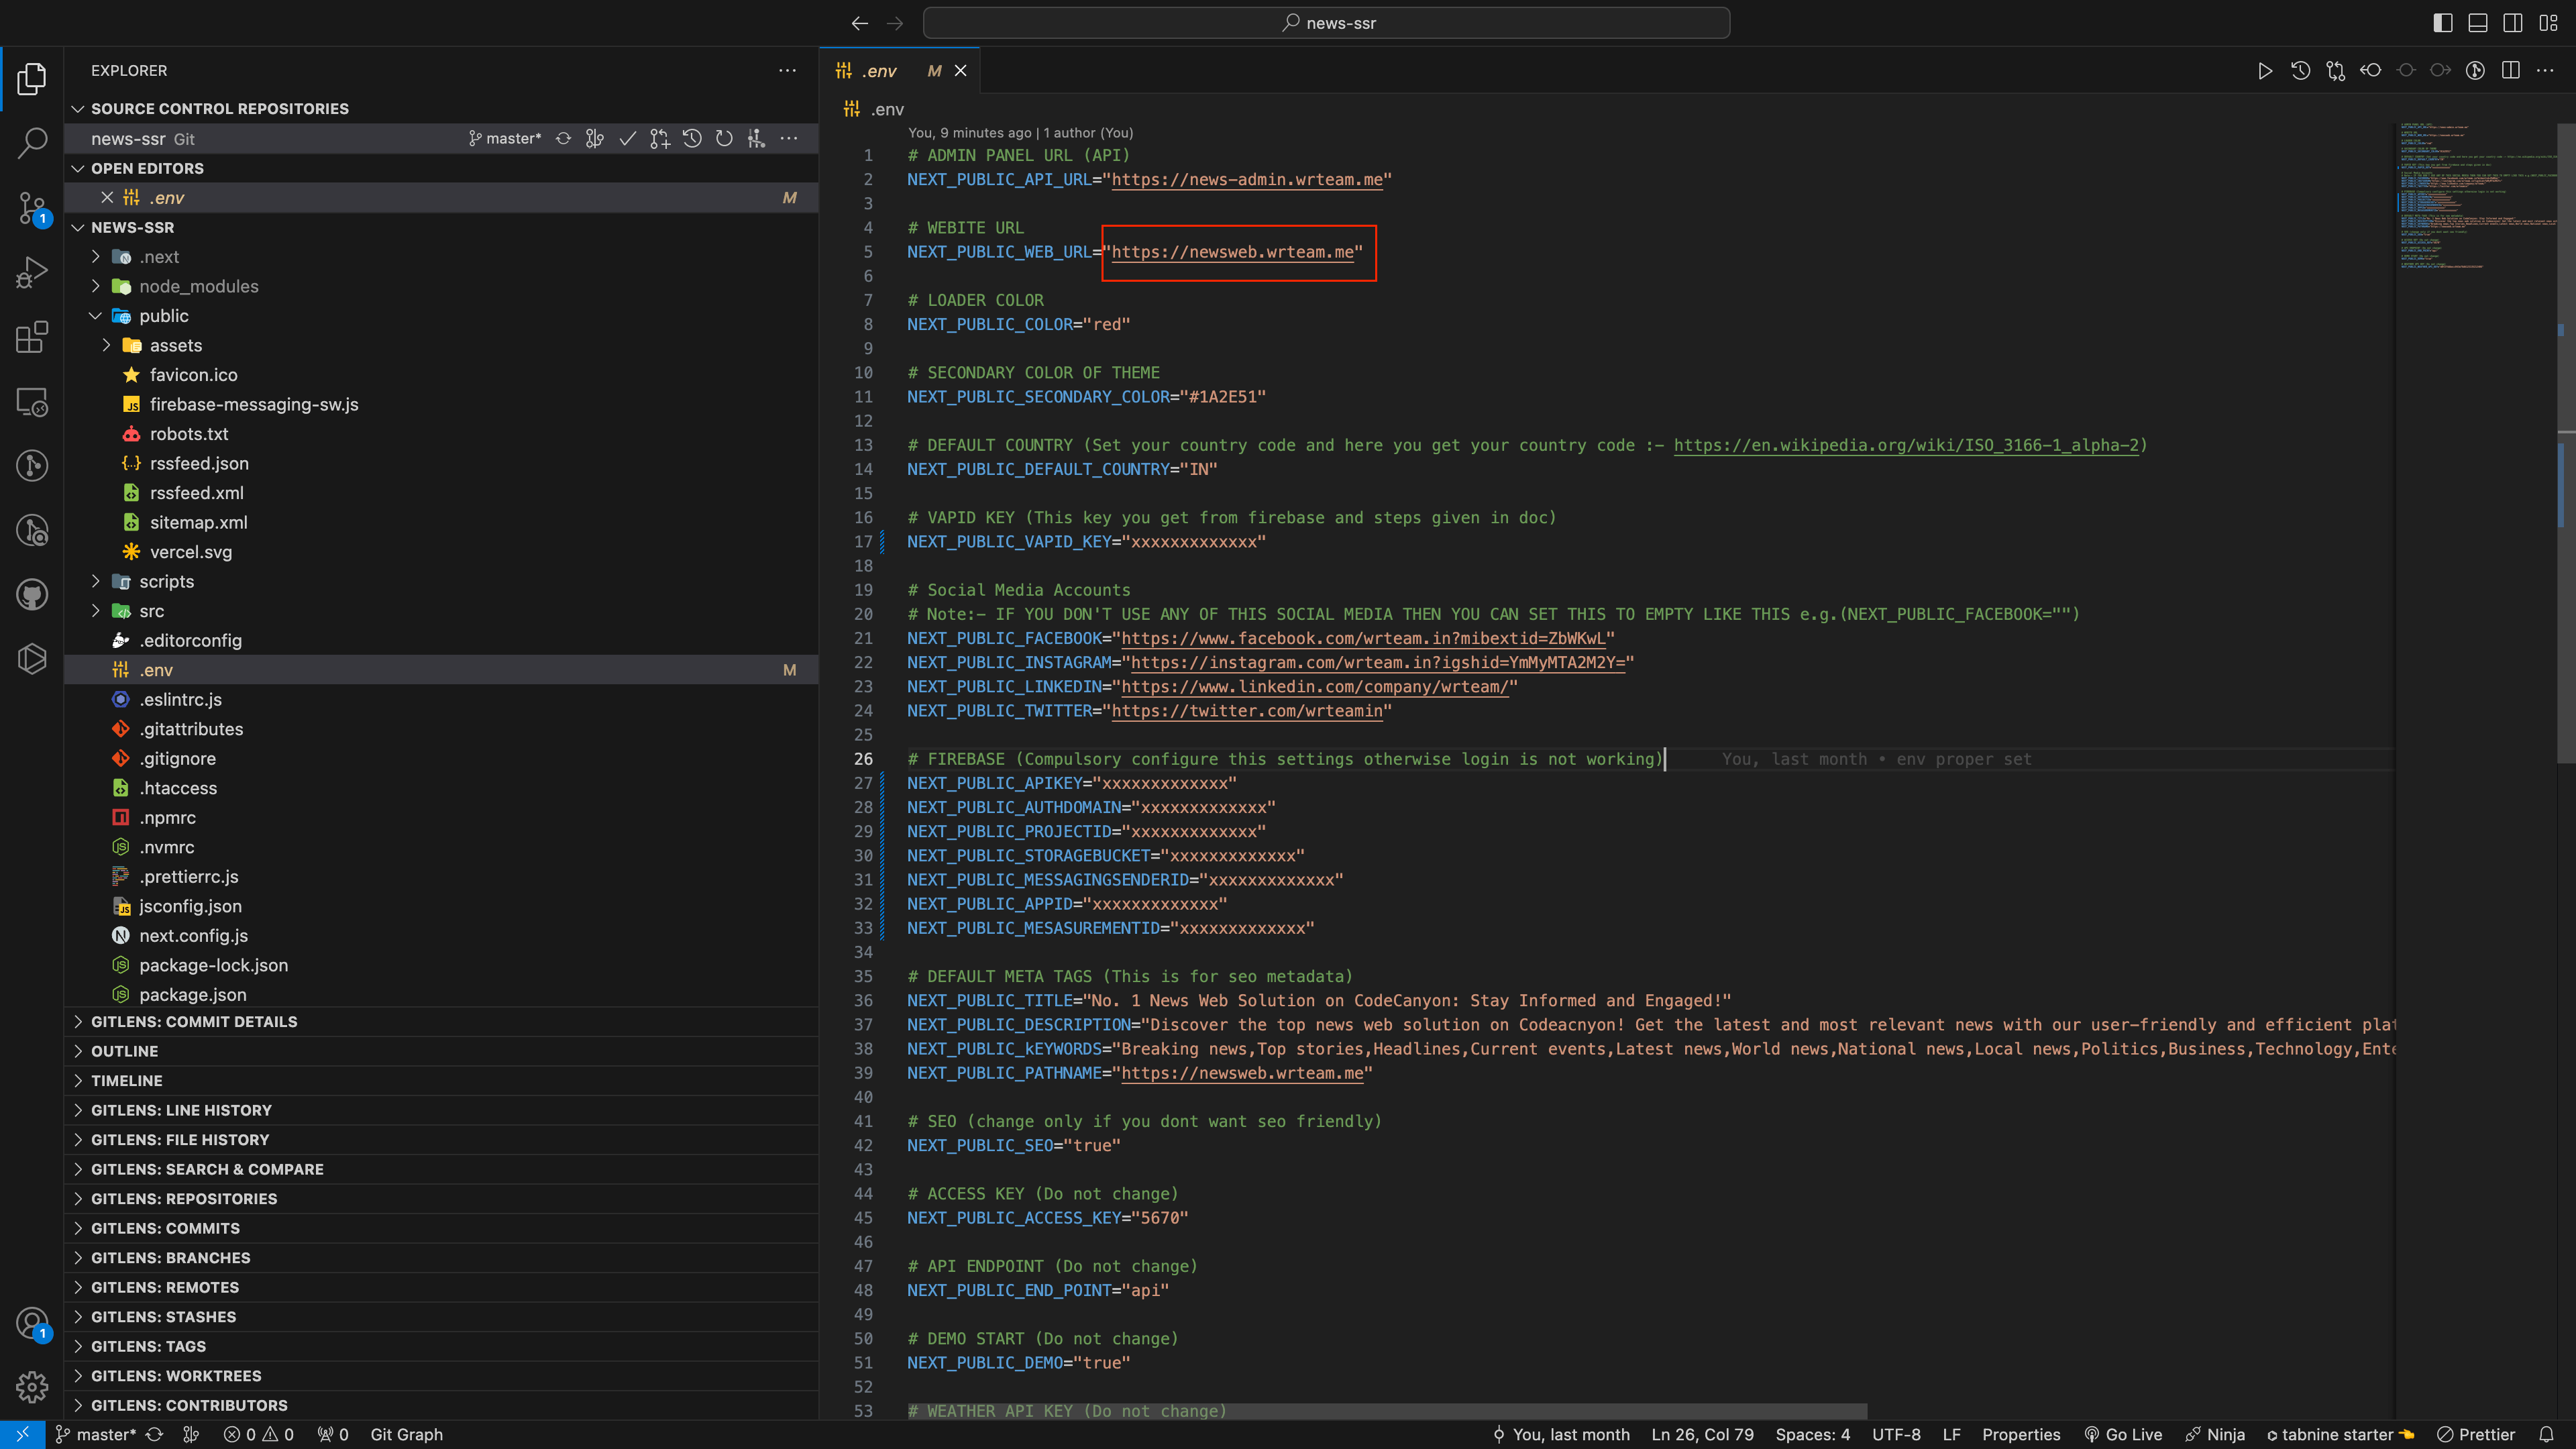 news-ssr
EXPLORER
SOURCE CONTROL REPOSITORIES
news-ssr Git master*
OPEN EDITORS
.env M
NEWS-SSR
.next
node_modules
public
assets
favicon.ico
firebase-messaging-sw.js
robots.txt
rssfeed.json
rssfeed.xml
sitemap.xml
vercel.svg
scripts
src
.editorconfig
.env M
.eslintrc.js
.gitattributes
.gitignore
.htaccess
.npmrc
.nvmrc
.prettierrc.js
jsconfig.json
next.config.js
package-lock.json
package.json
GITLENS: COMMIT DETAILS
OUTLINE
TIMELINE
GITLENS: LINE HISTORY
GITLENS: FILE HISTORY
GITLENS: SEARCH & COMPARE
GITLENS: REPOSITORIES
GITLENS: COMMITS
GITLENS: BRANCHES
GITLENS: REMOTES
GITLENS: STASHES
GITLENS: TAGS
GITLENS: WORKTREES
GITLENS: CONTRIBUTORS
1
1
.env M
.env
You, 9 minutes ago | 1 author (You)
1 # ADMIN PANEL URL (API)
2 NEXT_PUBLIC_API_URL="https://news-admin.wrteam.me"
3
4 # WEBITE URL
5 NEXT_PUBLIC_WEB_URL="https://newsweb.wrteam.me"
6
7 # LOADER COLOR
8 NEXT_PUBLIC_COLOR="red"
9
10 # SECONDARY COLOR OF THEME
11 NEXT_PUBLIC_SECONDARY_COLOR="#1A2E51"
12
13 # DEFAULT COUNTRY (Set your country code and here you get your country code :- https://en.wikipedia.org/wiki/ISO_3166-1_alpha-2)
14 NEXT_PUBLIC_DEFAULT_COUNTRY="IN"
15
16 # VAPID KEY (This key you get from firebase and steps given in doc)
17 NEXT_PUBLIC_VAPID_KEY="xxxxxxxxxxxxx"
18
19 # Social Media Accounts
20 # Note:- IF YOU DON'T USE ANY OF THIS SOCIAL MEDIA THEN YOU CAN SET THIS TO EMPTY LIKE THIS e.g.(NEXT_PUBLIC_FACEBOOK="")
21 NEXT_PUBLIC_FACEBOOK="https://www.facebook.com/wrteam.in?mibextid=ZbWKwL"
22 NEXT_PUBLIC_INSTAGRAM="https://instagram.com/wrteam.in?igshid=YmMyMTA2M2Y="
23 NEXT_PUBLIC_LINKEDIN="https://www.linkedin.com/company/wrteam/"
24 NEXT_PUBLIC_TWITTER="https://twitter.com/wrteamin"
25
26 # FIREBASE (Compulsory configure this settings otherwise login is not working) You, last month • env proper set
27 NEXT_PUBLIC_APIKEY="xxxxxxxxxxxxx"
28 NEXT_PUBLIC_AUTHDOMAIN="xxxxxxxxxxxxx"
29 NEXT_PUBLIC_PROJECTID="xxxxxxxxxxxxx"
30 NEXT_PUBLIC_STORAGEBUCKET="xxxxxxxxxxxxx"
31 NEXT_PUBLIC_MESSAGINGSENDERID="xxxxxxxxxxxxx"
32 NEXT_PUBLIC_APPID="xxxxxxxxxxxxx"
33 NEXT_PUBLIC_MESASUREMENTID="xxxxxxxxxxxxx"
34
35 # DEFAULT META TAGS (This is for seo metadata)
36 NEXT_PUBLIC_TITLE="No. 1 News Web Solution on CodeCanyon: Stay Informed and Engaged!"
37 NEXT_PUBLIC_DESCRIPTION="Discover the top news web solution on Codeacnyon! Get the latest and most relevant news with our user-friendly and efficient plat
38 NEXT_PUBLIC_kEYWORDS="Breaking news,Top stories,Headlines,Current events,Latest news,World news,National news,Local news,Politics,Business,Technology,Ente
39 NEXT_PUBLIC_PATHNAME="https://newsweb.wrteam.me"
40
41 # SEO (change only if you dont want seo friendly)
42 NEXT_PUBLIC_SEO="true"
43
44 # ACCESS KEY (Do not change)
45 NEXT_PUBLIC_ACCESS_KEY="5670"
46
47 # API ENDPOINT (Do not change)
48 NEXT_PUBLIC_END_POINT="api"
49
50 # DEMO START (Do not change)
51 NEXT_PUBLIC_DEMO="true"
52
53 # WEATHER API KEY (Do not change)
master* 0 0 0 Git Graph You, last month Ln 26, Col 79 Spaces: 4 UTF-8 LF Properties Go Live Ninja tabnine starter Prettier